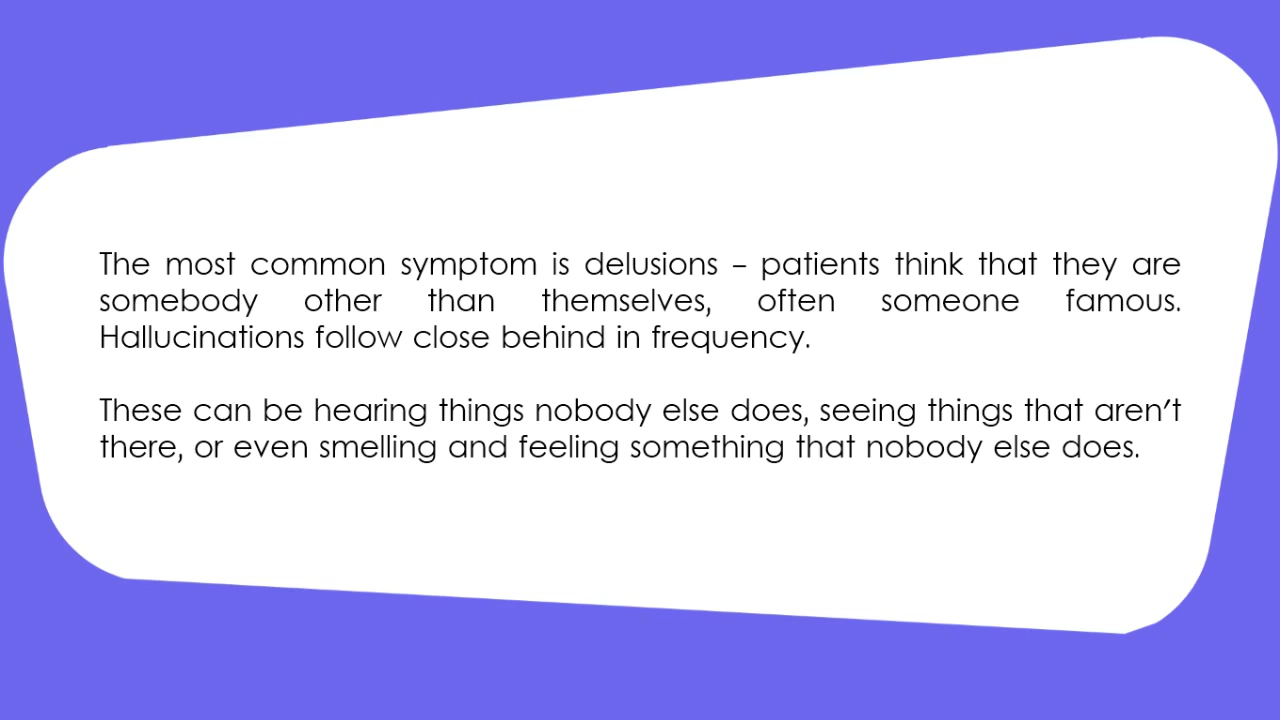 The most common symptom is delusions – patients think that they are
somebody other than themselves, often someone famous.
Hallucinations follow close behind in frequency.
These can be hearing things nobody else does, seeing things that aren't
there, or even smelling and feeling something that nobody else does.